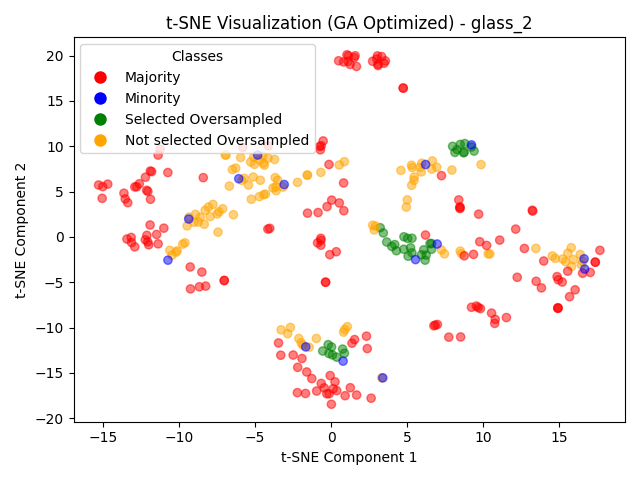 t-SNE Visualization (GA Optimized) - glass_2
Classes
Majority
Minority
Selected Oversampled
Not selected Oversampled
t-SNE Component 2
20
15
10
5
0
−5
−10
−15
−20
−15 −10 −5 0 5 10 15
t-SNE Component 1